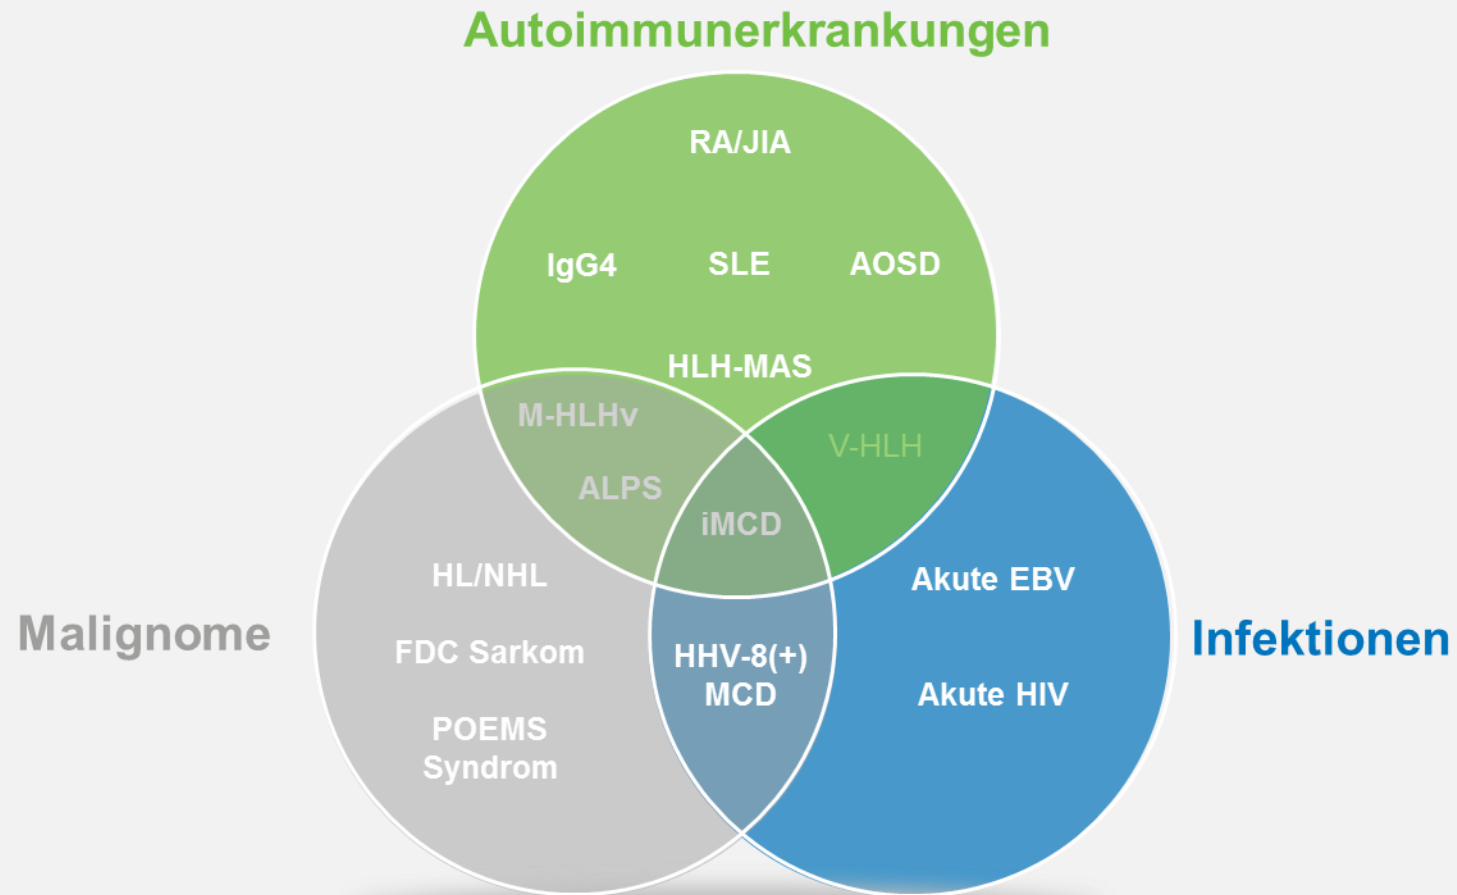 Autoimmunerkrankungen
RA/JIA
IgG4
SLE
AOSD
HLH-MAS
M-HLHv
V-HLH
ALPS
iMCD
HL/NHL
Akute EBV
Malignome
FDC Sarkom
HHV-8(+)
MCD
Infektionen
Akute HIV
POEMS
Syndrom